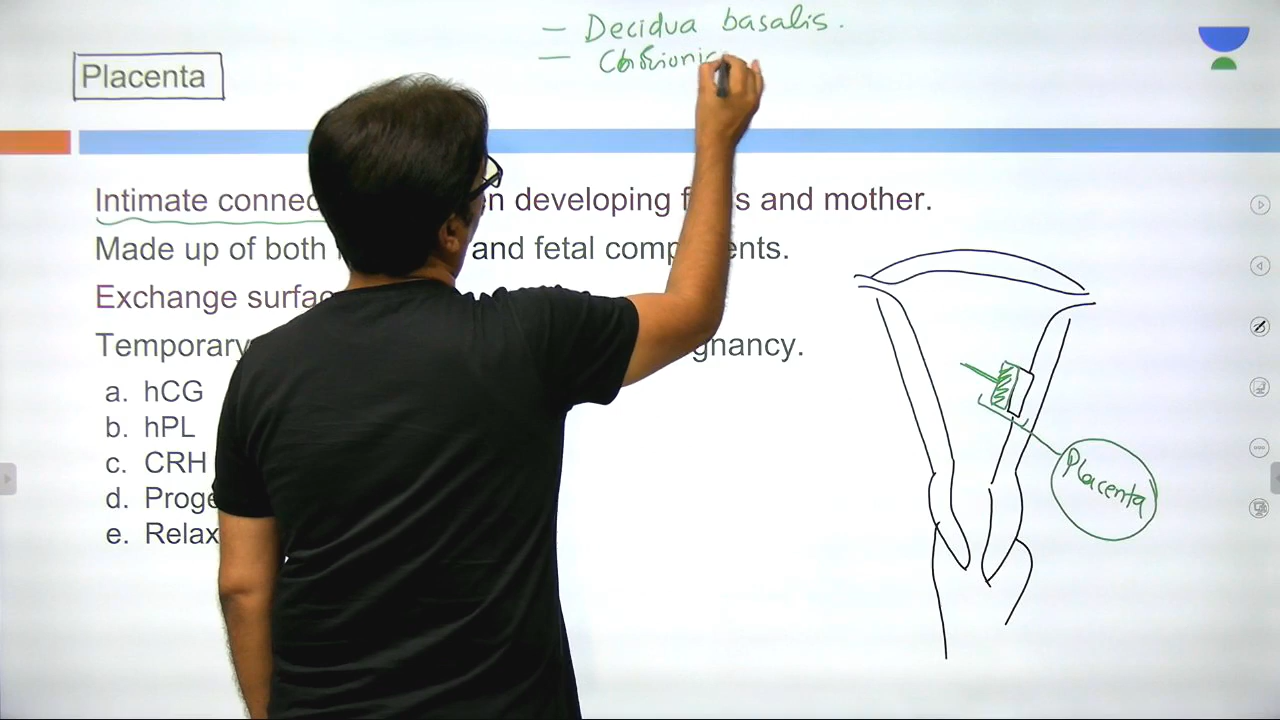 - Decidua basalis.
- Chorionic
Placenta
Intimate connec n developing f s and mother.
Made up of both and fetal comp ents.
Exchange surfac
Temporary gnancy.
a. hCG
b. hPL
c. CRH
d. Proge
e. Relax
Placenta